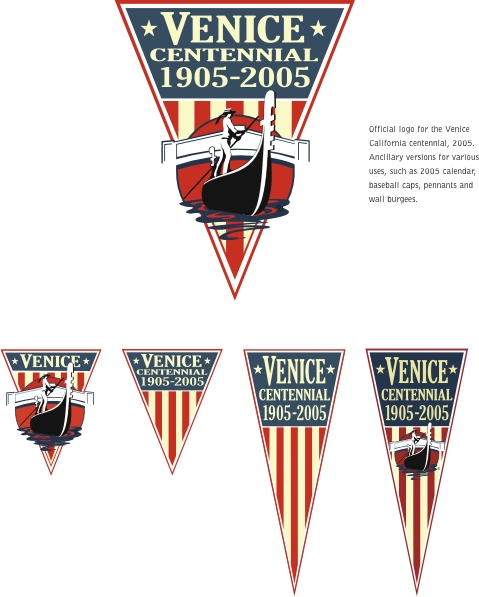 VENICE
CENTENNIAL
1905-2005
Official logo for the Venice
California centennial, 2005.
Ancillary versions for various
uses, such as 2005 calendar,
baseball caps, pennants and
wall burgees.
VENICE
VENICE
CENTENNIAL
1905-2005
VENICE
CENTENNIAL
1905-2005
VENICE
CENTENNIAL
1905-2005